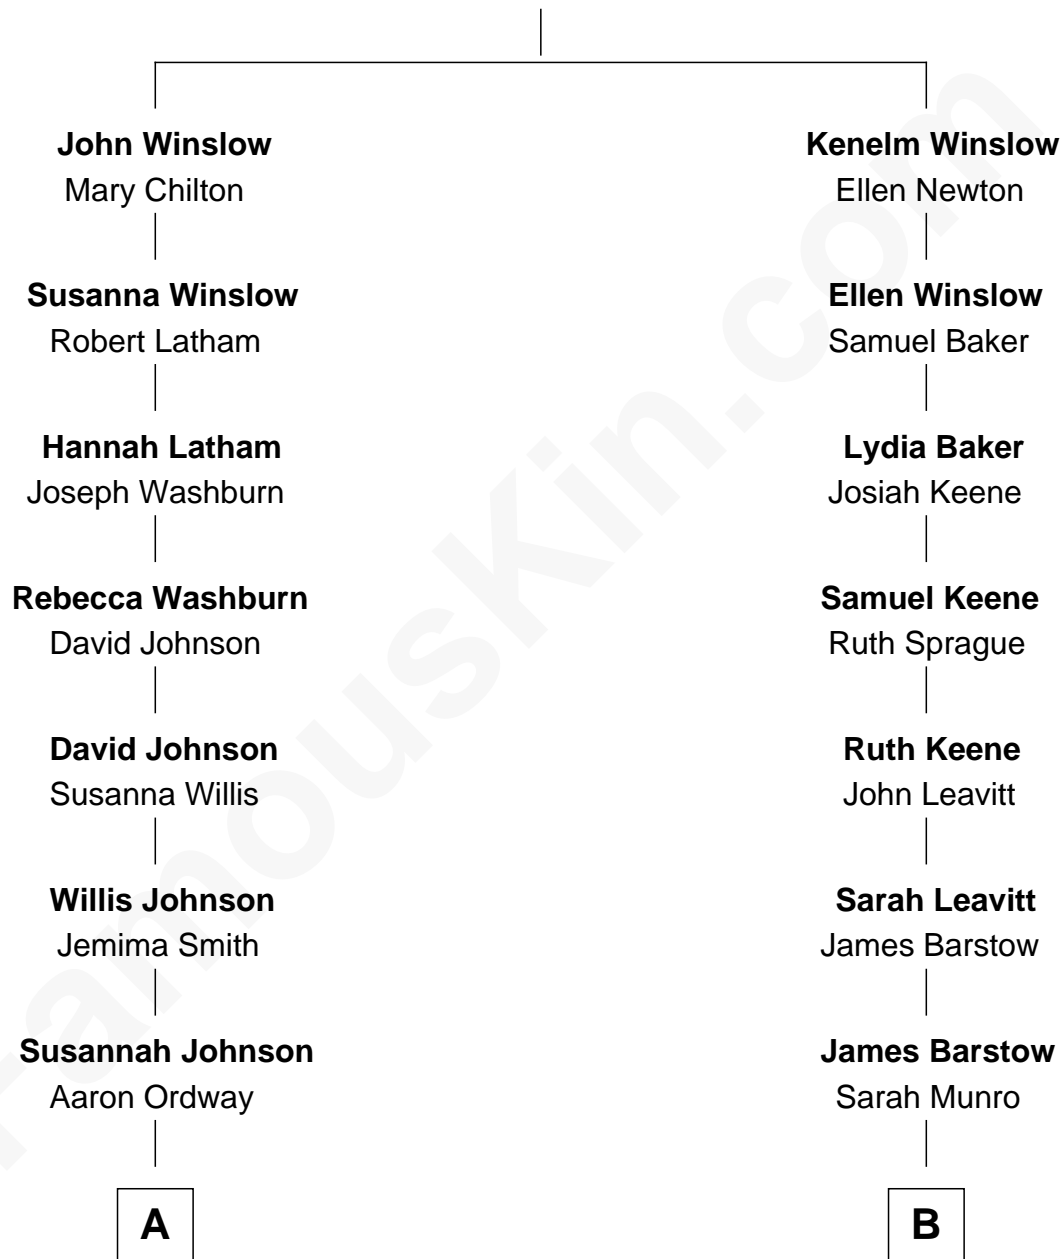 John Winslow
Mary Chilton
Susanna Winslow
Robert Latham
Hannah Latham
Joseph Washburn
Rebecca Washburn
David Johnson
David Johnson
Susanna Willis
Willis Johnson
Jemima Smith
Susannah Johnson
Aaron Ordway
A
Kenelm Winslow
Ellen Newton
Ellen Winslow
Samuel Baker
Lydia Baker
Josiah Keene
Samuel Keene
Ruth Sprague
Ruth Keene
John Leavitt
Sarah Leavitt
James Barstow
James Barstow
Sarah Munro
B
FamousKin.com